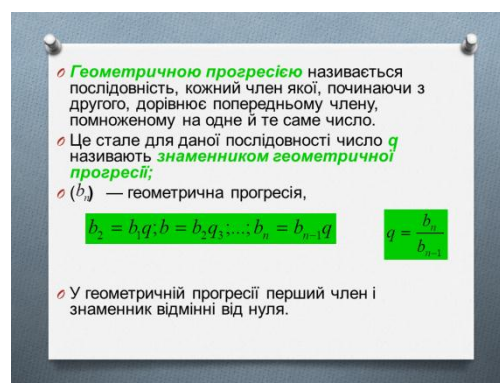 Геометричною прогресією називається
послідовність, кожний член якої, починаючи з
другого, дорівнює попередньому члену,
помноженому на одне й те саме число.
Це стале для даної послідовності число q
називають знаменником геометричної
прогресії;
(bₙ) — геометрична прогресія,
b₂ = b₁q; b = b₂q₃; ...; bₙ = bₙ₋₁q
q = bₙ / bₙ₋₁
У геометричній прогресії перший член і
знаменник відмінні від нуля.